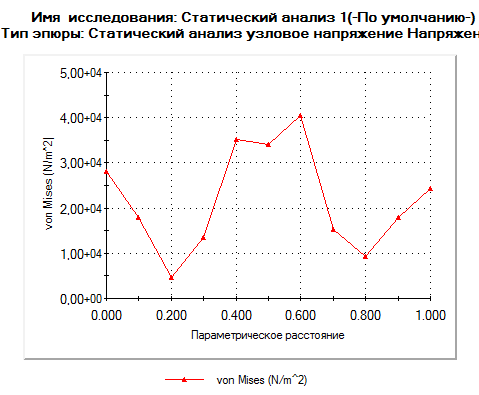 Имя исследования: Статический анализ 1(-По умолчанию-)
Тип эпюры: Статический анализ узловое напряжение Напряжен
5,00+04
4,00+04
3,00+04
2,00+04
1,00+04
0,00+00
von Mises (N/m^2)
0.000 0.200 0.400 0.600 0.800 1.000
Параметрическое расстояние
von Mises (N/m^2)